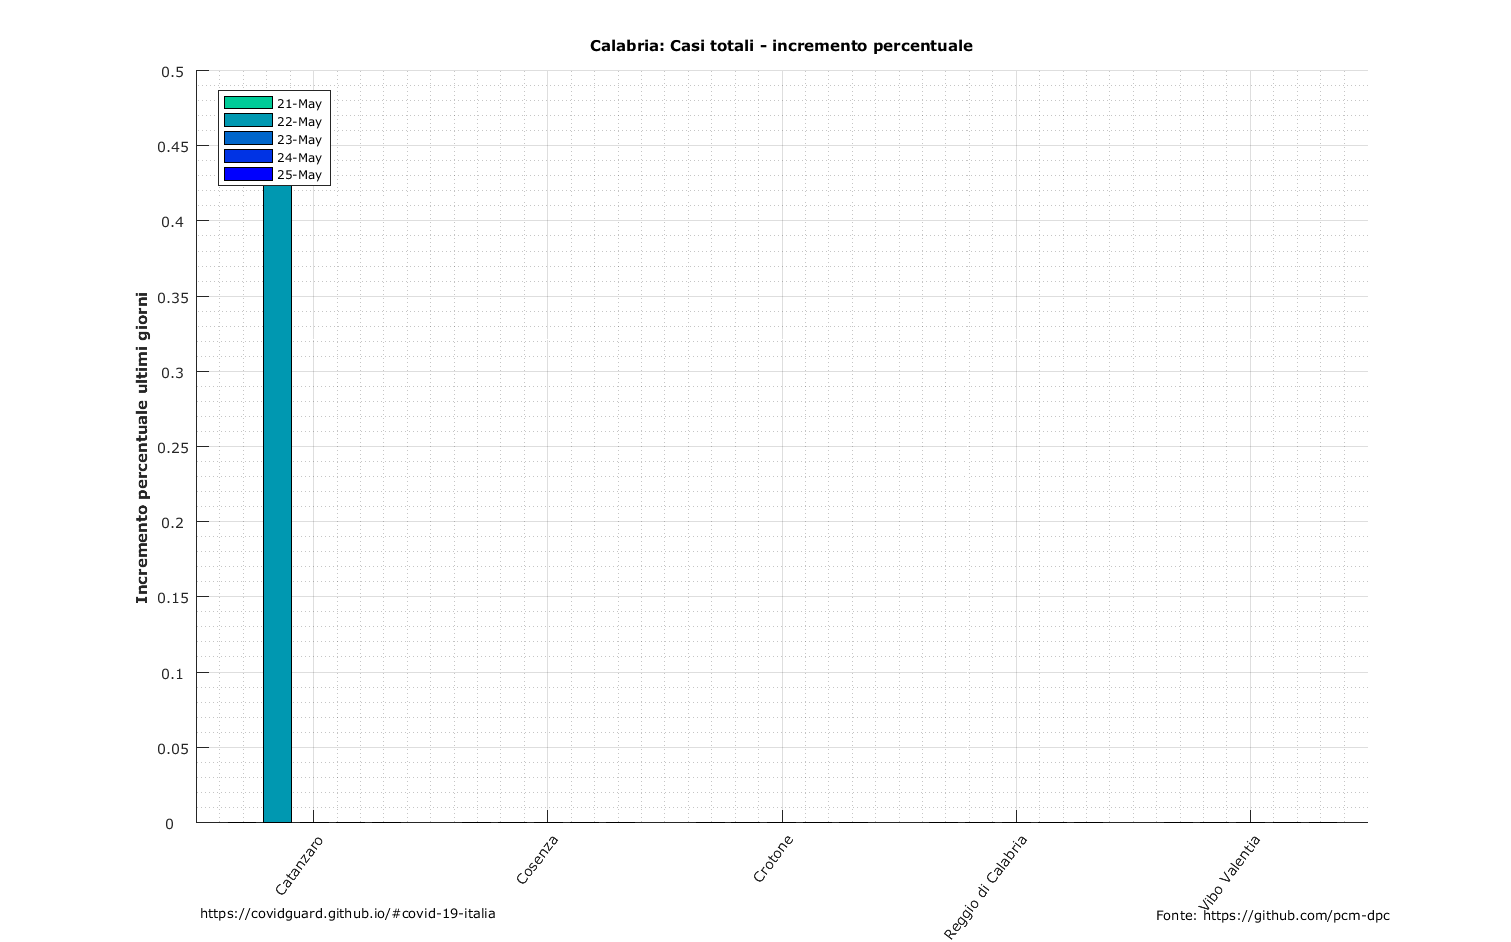 Calabria: Casi totali - incremento percentuale
Incremento percentuale ultimi giorni
0.5
0.45
0.4
0.35
0.3
0.25
0.2
0.15
0.1
0.05
0
21-May
22-May
23-May
24-May
25-May
Catanzaro
Cosenza
Crotone
Reggio di Calabria
Vibo Valentia
https://covidguard.github.io/#covid-19-italia
Fonte: https://github.com/pcm-dpc